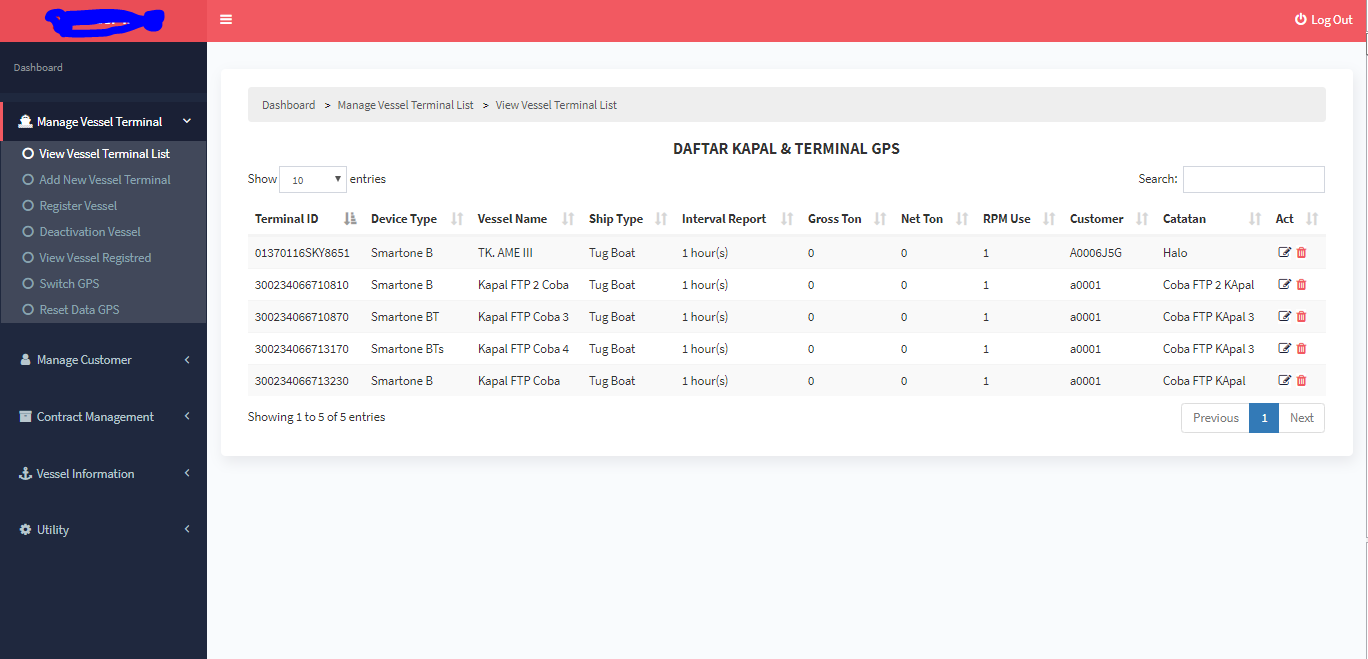 Log Out
Dashboard
Manage Vessel Terminal
View Vessel Terminal List
Add New Vessel Terminal
Register Vessel
Deactivation Vessel
View Vessel Registred
Switch GPS
Reset Data GPS
Manage Customer
Contract Management
Vessel Information
Utility
Dashboard > Manage Vessel Terminal List > View Vessel Terminal List
DAFTAR KAPAL & TERMINAL GPS
Show 10 entries Search:
Terminal ID Device Type Vessel Name Ship Type Interval Report Gross Ton Net Ton RPM Use Customer Catatan Act
01370116SKY8651 Smartone B TK. AME III Tug Boat 1 hour(s) 0 0 1 A0006J5G Halo
300234066710810 Smartone B Kapal FTP 2 Coba Tug Boat 1 hour(s) 0 0 1 a0001 Coba FTP 2 KApal
300234066710870 Smartone BT Kapal FTP Coba 3 Tug Boat 1 hour(s) 0 0 1 a0001 Coba FTP KApal 3
300234066713170 Smartone BTs Kapal FTP Coba 4 Tug Boat 1 hour(s) 0 0 1 a0001 Coba FTP KApal 3
300234066713230 Smartone B Kapal FTP Coba Tug Boat 1 hour(s) 0 0 1 a0001 Coba FTP KApal
Showing 1 to 5 of 5 entries Previous 1 Next